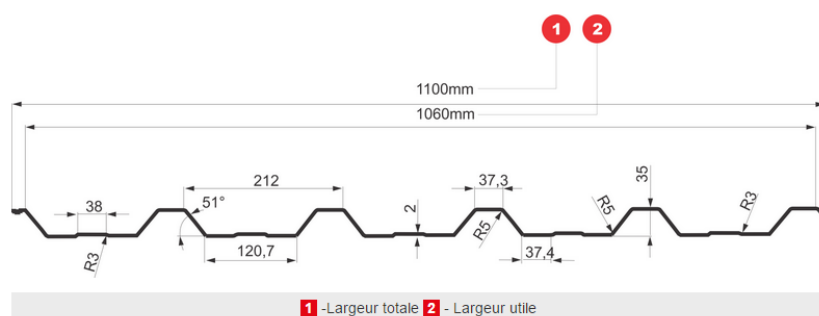 1 2
1100mm
1060mm
212
37,3
35
38
51°
2
R5
R5
R3
R3
120,7
37,4
1 -Largeur totale 2 - Largeur utile